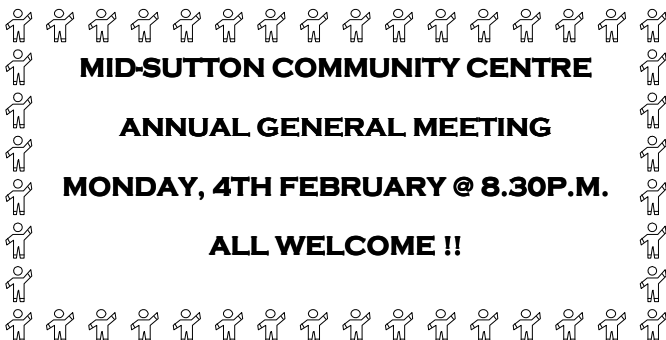 MID-SUTTON COMMUNITY CENTRE
ANNUAL GENERAL MEETING
MONDAY, 4TH FEBRUARY @ 8.30P.M.
ALL WELCOME !!